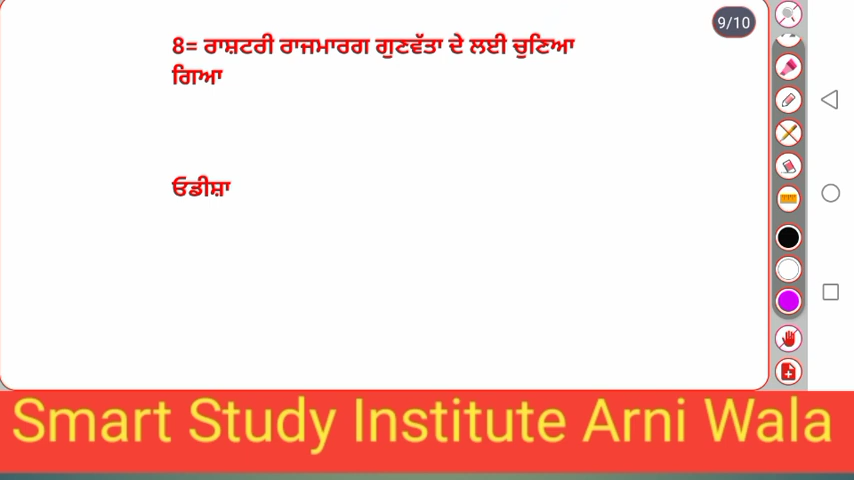 9/10
8= ਰਾਸ਼ਟਰੀ ਰਾਜਮਾਰਗ ਗੁਣਵੱਤਾ ਦੇ ਲਈ ਚੁਣਿਆ
ਗਿਆ
ਓਡੀਸ਼ਾ
Smart Study Institute Arni Wala